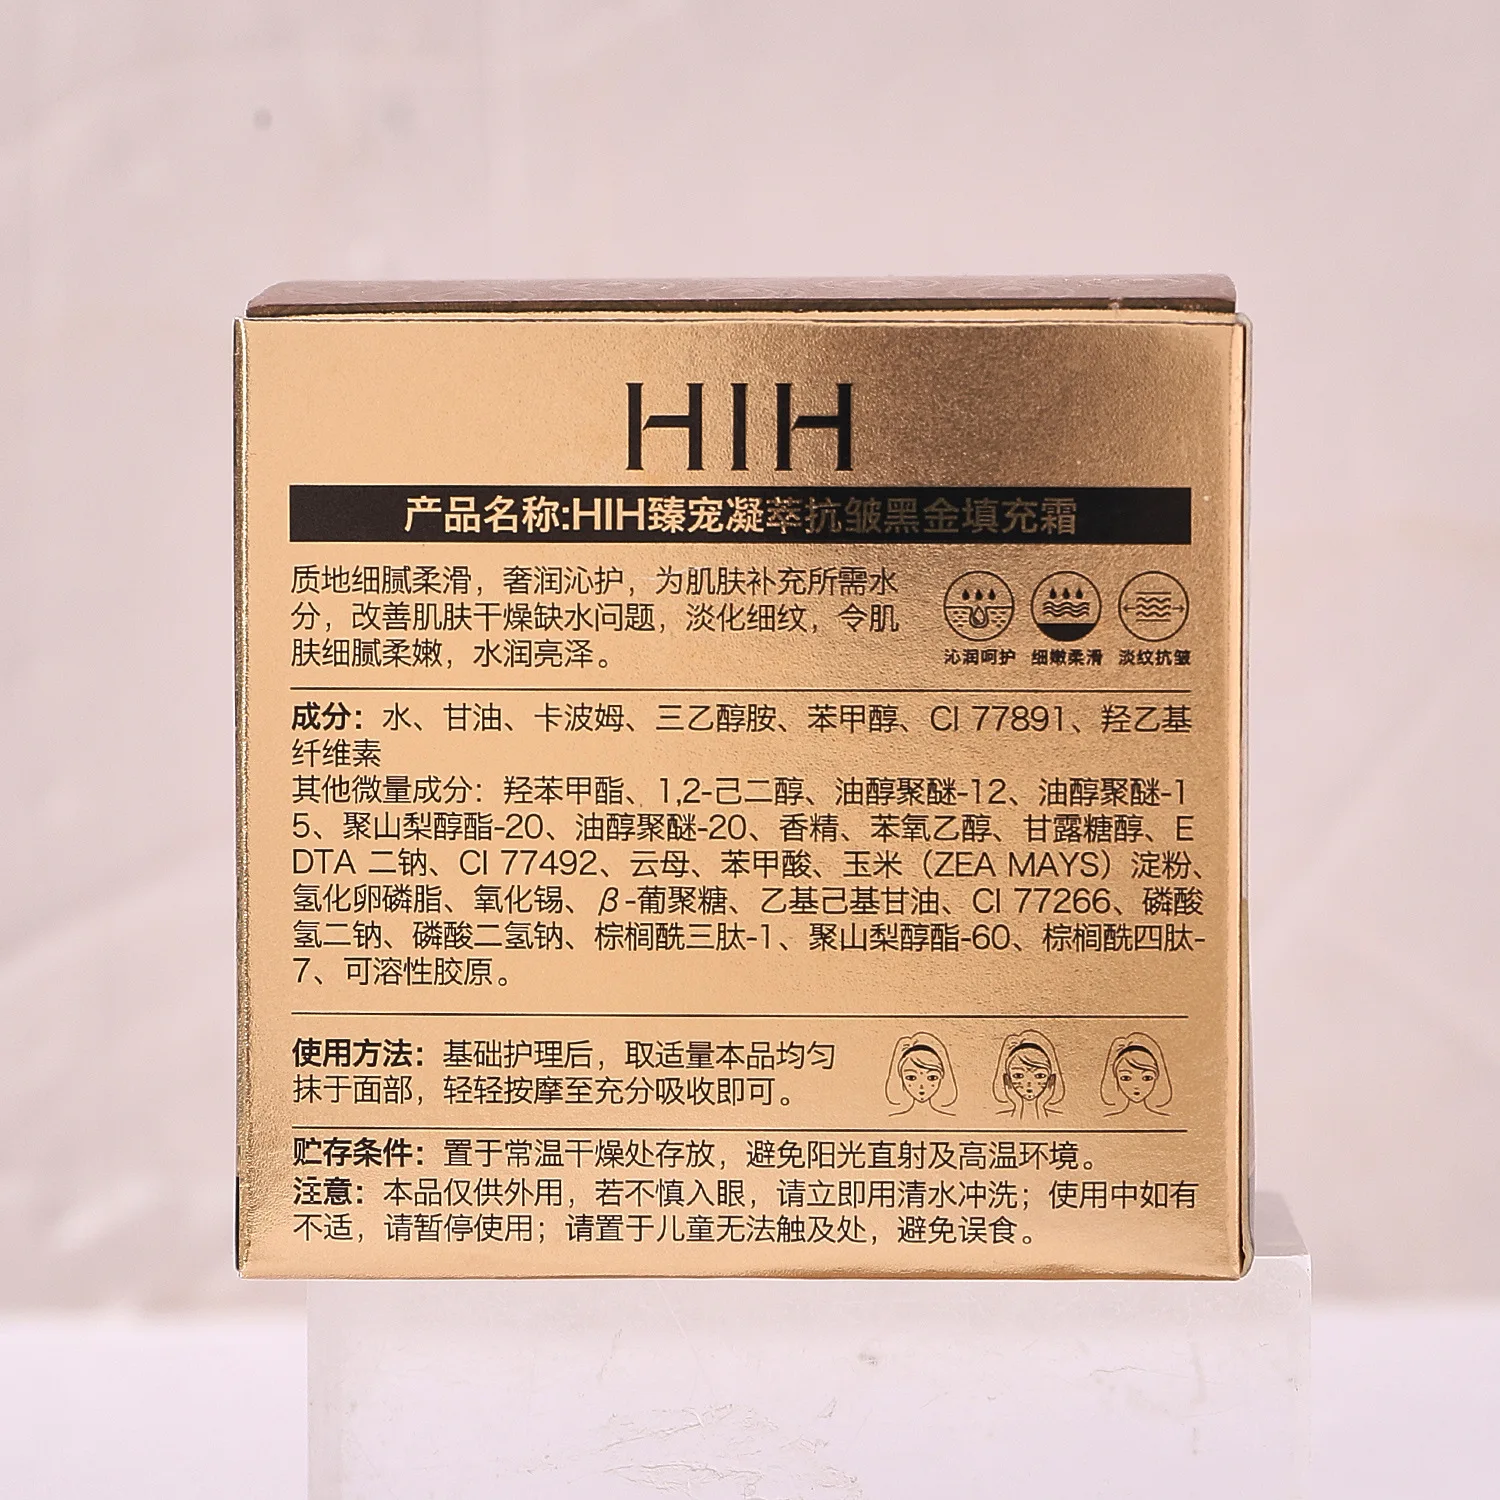 HIH
产品名称:HIH臻宠凝萃抗皱黑金填充霜
质地细腻柔滑，奢润沁护，为肌肤补充所需水
分，改善肌肤干燥缺水问题，淡化细纹，令肌
肤细腻柔嫩，水润亮泽。
沁润呵护 细嫩柔滑 淡纹抗皱
成分：水、甘油、卡波姆、三乙醇胺、苯甲醇、CI 77891、羟乙基
纤维素
其他微量成分：羟苯甲酯、1,2-己二醇、油醇聚醚-12、油醇聚醚-1
5、聚山梨醇酯-20、油醇聚醚-20、香精、苯氧乙醇、甘露糖醇、E
DTA 二钠、CI 77492、云母、苯甲酸、玉米（ZEA MAYS）淀粉、
氢化卵磷脂、氧化锡、β-葡聚糖、乙基己基甘油、CI 77266、磷酸
氢二钠、磷酸二氢钠、棕榈酰三肽-1、聚山梨醇酯-60、棕榈酰四肽-
7、可溶性胶原。
使用方法：基础护理后，取适量本品均匀
抹于面部，轻轻按摩至充分吸收即可。
贮存条件：置于常温干燥处存放，避免阳光直射及高温环境。
注意：本品仅供外用，若不慎入眼，请立即用清水冲洗；使用中如有
不适，请暂停使用；请置于儿童无法触及处，避免误食。